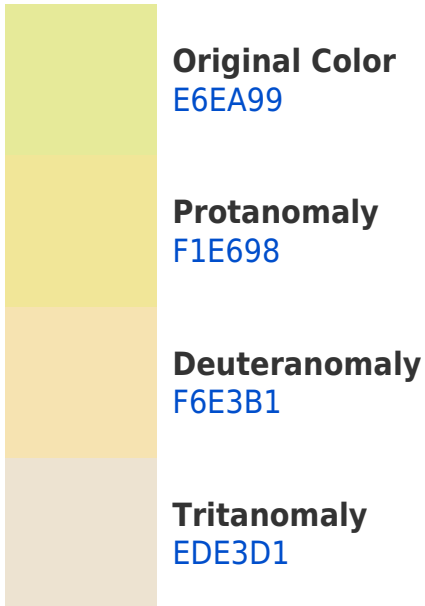 Original Color
E6EA99
Protanomaly
F1E698
Deuteranomaly
F6E3B1
Tritanomaly
EDE3D1